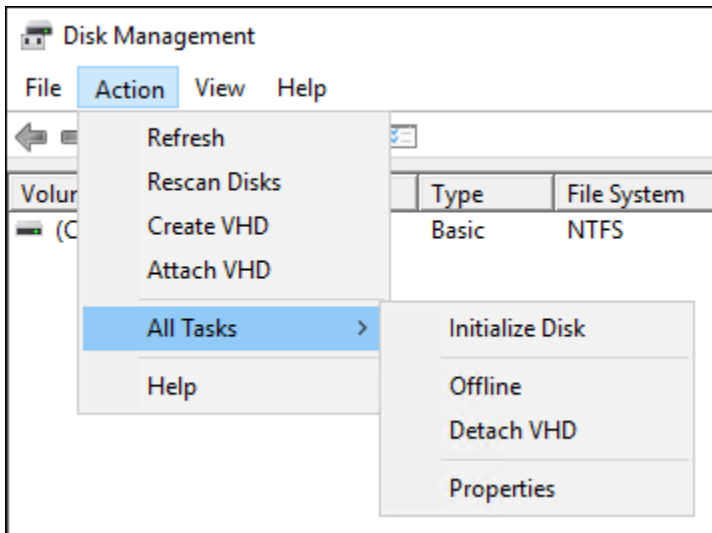 Disk Management
File Action View Help
Refresh
Rescan Disks
Create VHD
Attach VHD
All Tasks
Help
Volur
Type
File System
(C
Basic
NTFS
Initialize Disk
Offline
Detach VHD
Properties